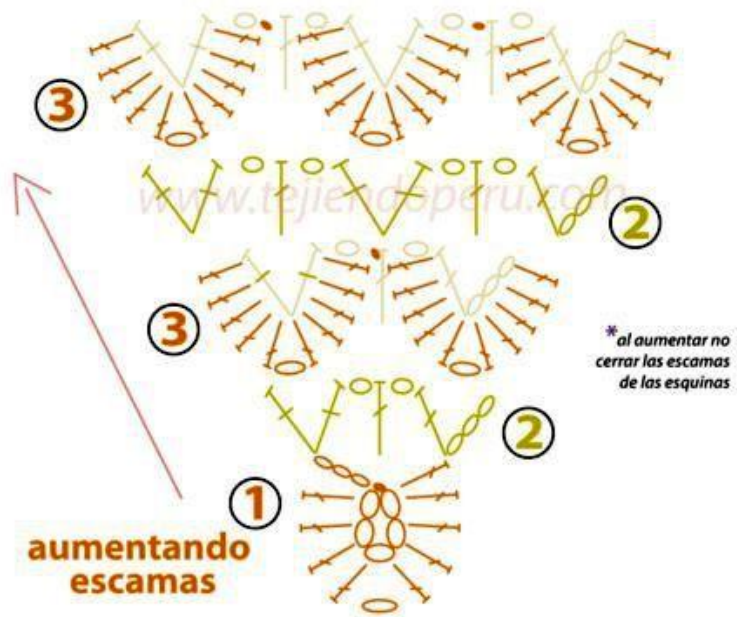 3
www.tejiendoperu.com
2
3
*al aumentar no
cerrar las escamas
de las esquinas
2
1
aumentando
escamas